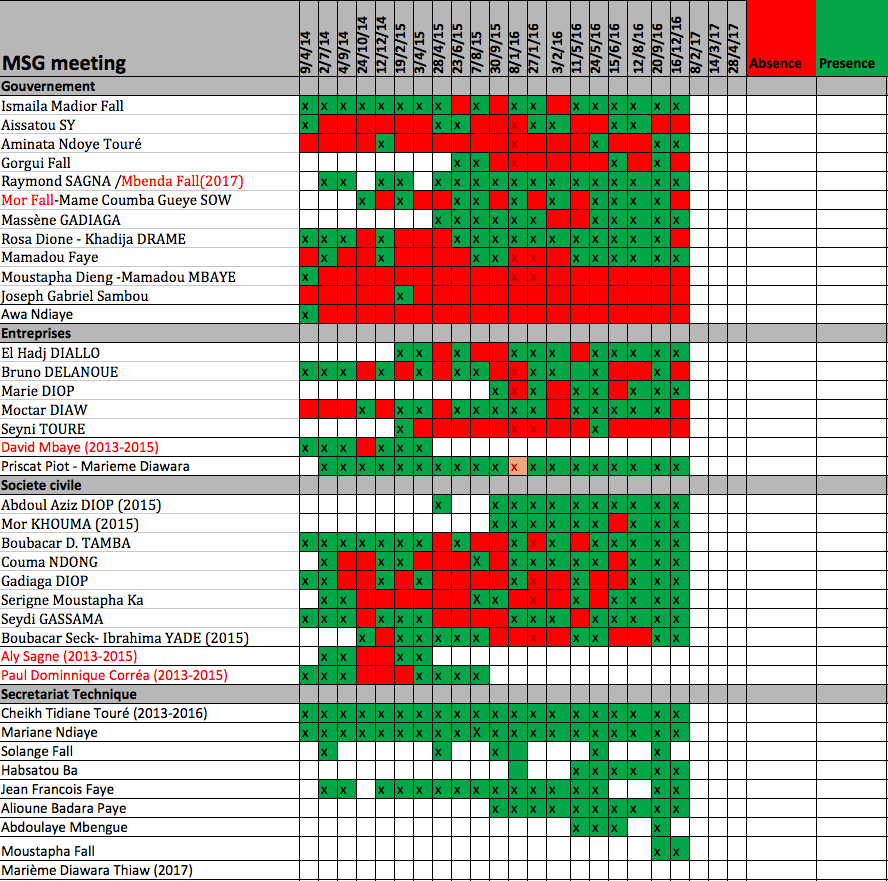 MSG meeting 9/4/14 2/7/14 4/9/14 24/10/14 12/12/14 19/2/15 3/4/15 28/4/15 23/6/15 7/8/15 30/9/15 8/1/16 27/1/16 3/2/16 11/5/16 24/5/16 15/6/16 12/8/16 20/9/16 16/12/16 8/2/17 14/3/17 28/4/17 Absence Presence
Gouvernement
Ismaila Madior Fall x x x x x x x x x x x x x x x x x
Aissatou SY x x x x x x x x
Aminata Ndoye Touré x x x x x
Gorgui Fall x x x x x
Raymond SAGNA /Mbenda Fall(2017) x x x x x x x x x x x x x x x x x
Mor Fall-Mame Coumba Gueye SOW x x x x x x x x x x
Massène GADIAGA x x x x x x x x x x x
Rosa Dione - Khadija DRAME x x x x x x x x x x x x x x x
Mamadou Faye x x x x x x x x x x x
Moustapha Dieng -Mamadou MBAYE x x x
Joseph Gabriel Sambou x
Awa Ndiaye x
Entreprises
El Hadj DIALLO x x x x x x x x x x x
Bruno DELANOUE x x x x x x x x x x x x x
Marie DIOP x x x x x x x x
Moctar DIAW x x x x x x x x x x x x x
Seyni TOURE x x x x
David Mbaye (2013-2015) x x x x x x
Priscat Piot - Marieme Diawara x x x x x x x x x x x x x x x x x x x
Societe civile
Abdoul Aziz DIOP (2015) x x x x x x x x x x x
Mor KHOUMA (2015) x x x x x x x x x
Boubacar D. TAMBA x x x x x x x x x x x x x x x x
Couma NDONG x x x x x x x x x x x x
Gadiaga DIOP x x x x x x x x x x
Serigne Moustapha Ka x x x x x x x x x x
Seydi GASSAMA x x x x x x x x x x x x x
Boubacar Seck- Ibrahima YADE (2015) x x x x x x x x x x x
Aly Sagne (2013-2015) x x x x
Paul Dominnique Corréa (2013-2015) x x x x x x x
Secretariat Technique
Cheikh Tidiane Touré (2013-2016) x x x x x x x x x x x x x x x x x x x x
Mariane Ndiaye x x x x x x x x x x x x x x x x x x x x
Solange Fall x x x x x
Habsatou Ba x x x x x x
Jean Francois Faye x x x x x x x x x x x x x x x x
Alioune Badara Paye x x x x x x x x x x
Abdoulaye Mbengue x x x x
Moustapha Fall x x
Marième Diawara Thiaw (2017)